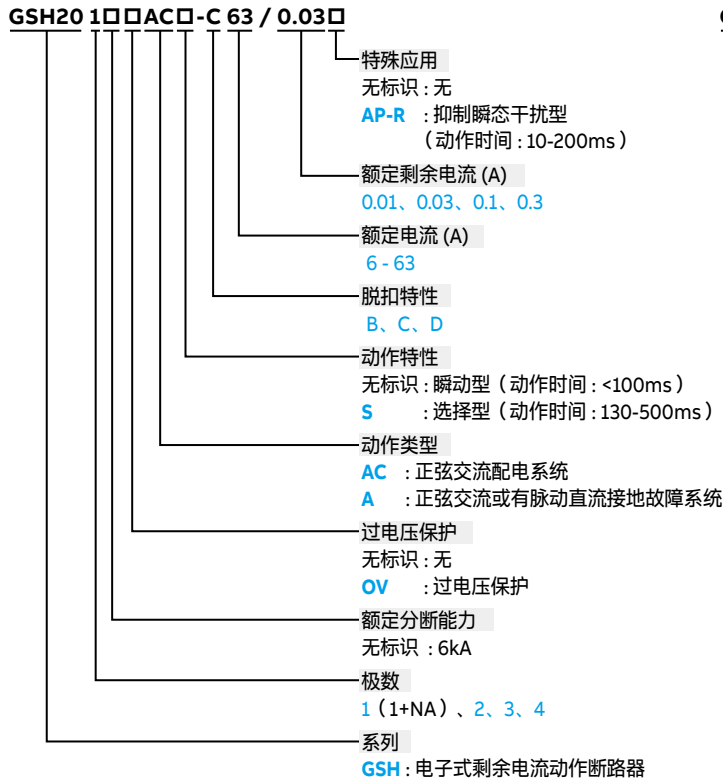 GSH20 1□□AC□-C 63 / 0.03□
特殊应用
无标识 : 无
AP-R : 抑制瞬态干扰型
(动作时间 : 10-200ms)
额定剩余电流 (A)
0.01、0.03、0.1、0.3
额定电流 (A)
6 - 63
脱扣特性
B、C、D
动作特性
无标识 : 瞬动型(动作时间 : <100ms)
S : 选择型(动作时间 : 130-500ms)
动作类型
AC : 正弦交流配电系统
A : 正弦交流或有脉动直流接地故障系统
过电压保护
无标识 : 无
OV : 过电压保护
额定分断能力
无标识 : 6kA
极数
1(1+NA)、2、3、4
系列
GSH : 电子式剩余电流动作断路器